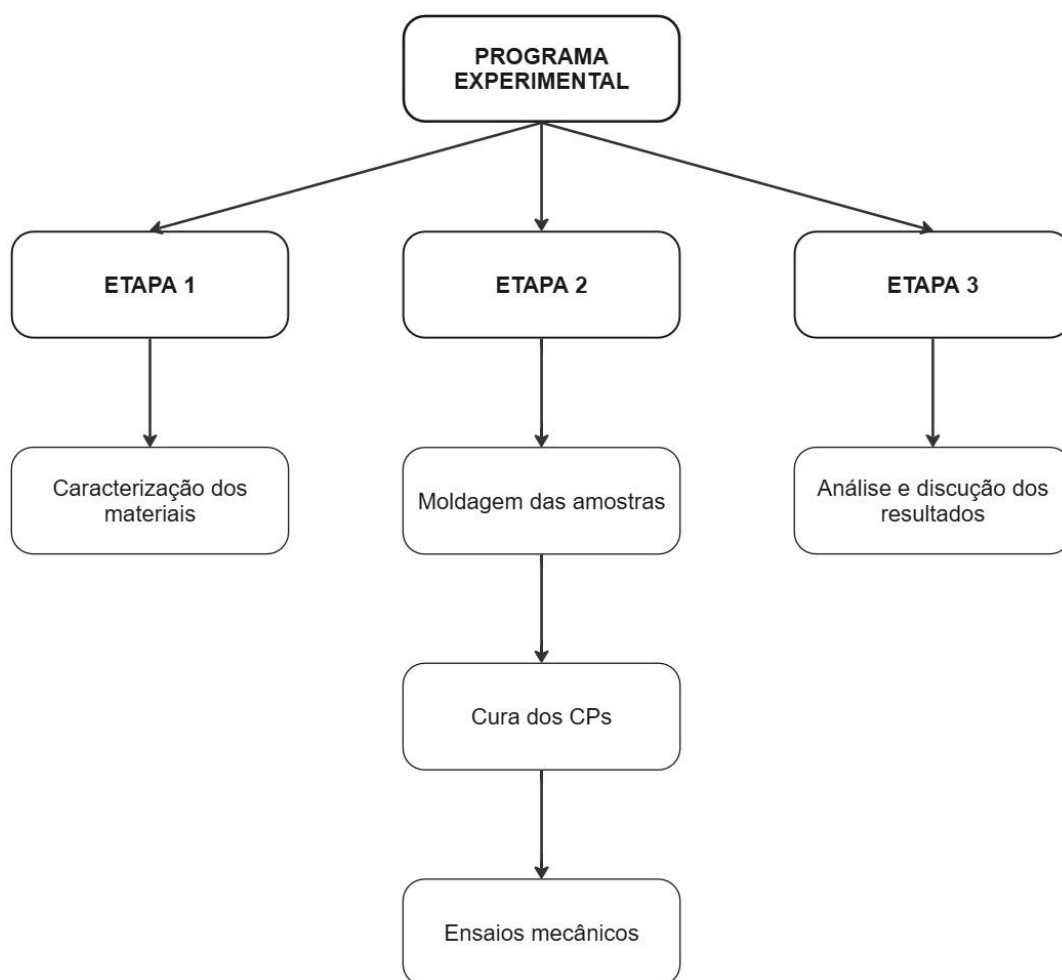 PROGRAMA
EXPERIMENTAL
ETAPA 1
ETAPA 2
ETAPA 3
Caracterização dos
materiais
Moldagem das amostras
Análise e discução dos
resultados
Cura dos CPs
Ensaios mecânicos